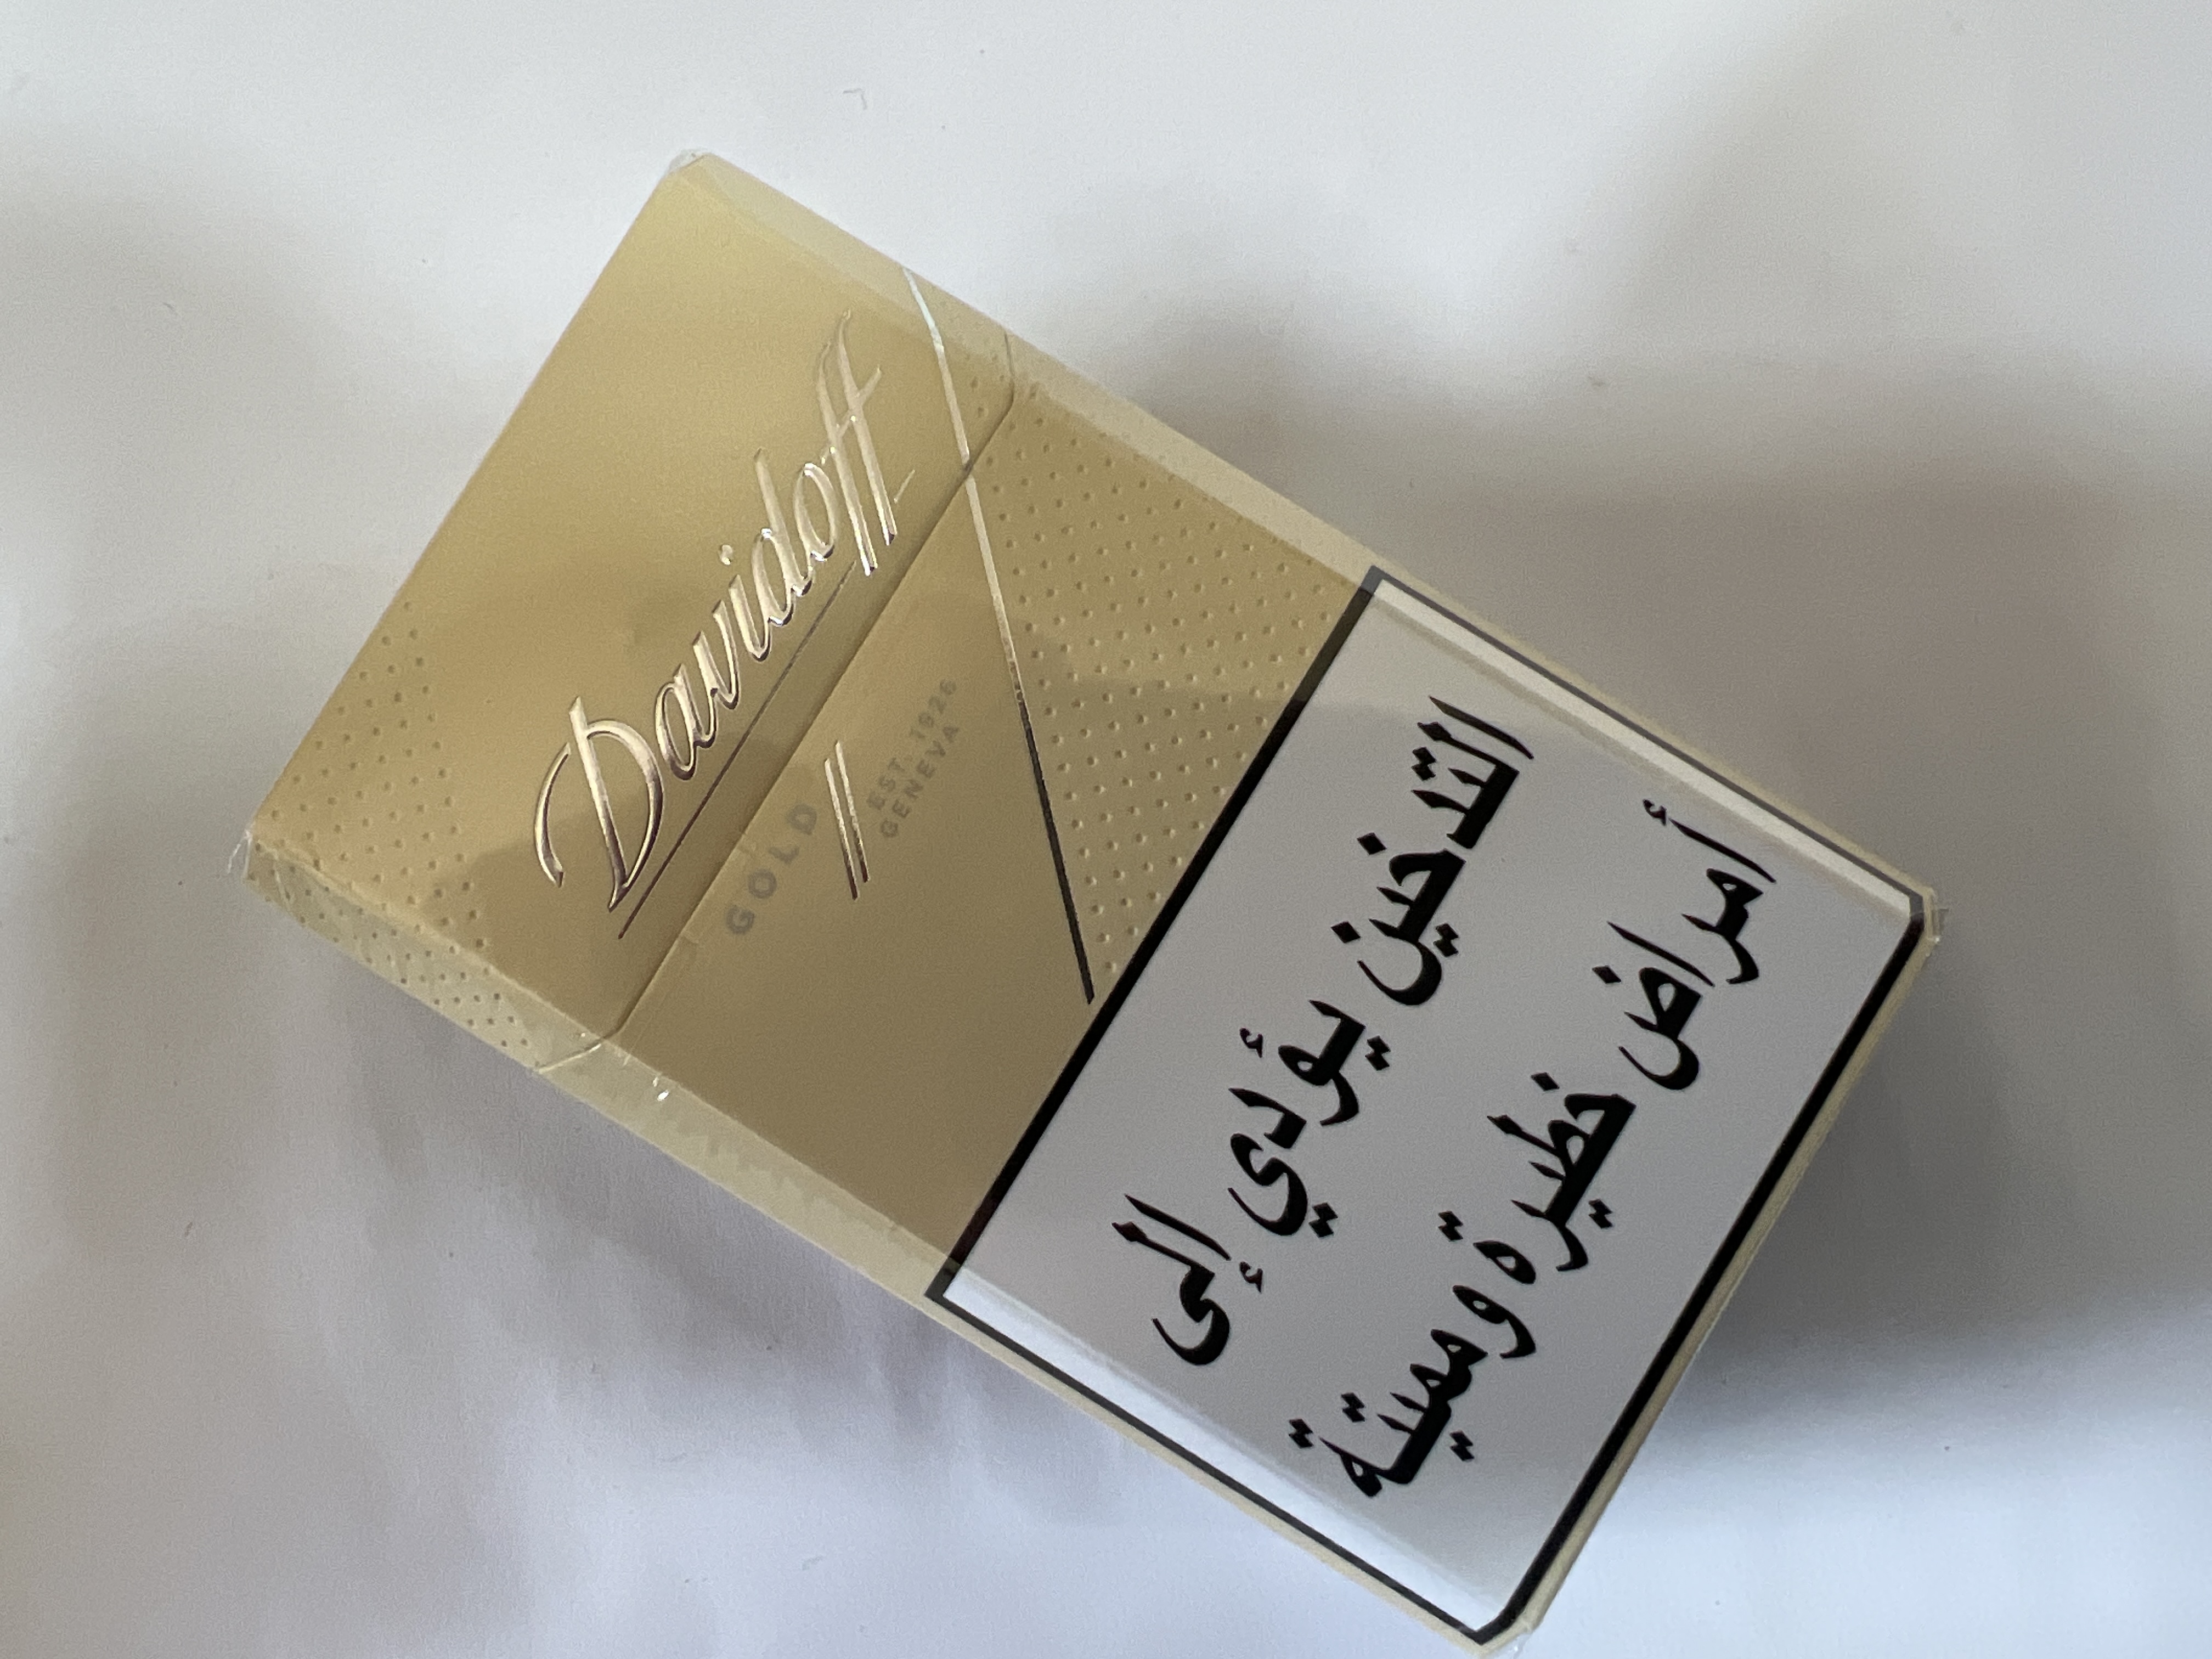 Davidoff
GOLD
EST. 1926
GENEVA
التدخين يؤدي إلى
أمراض خطيرة ومميتة